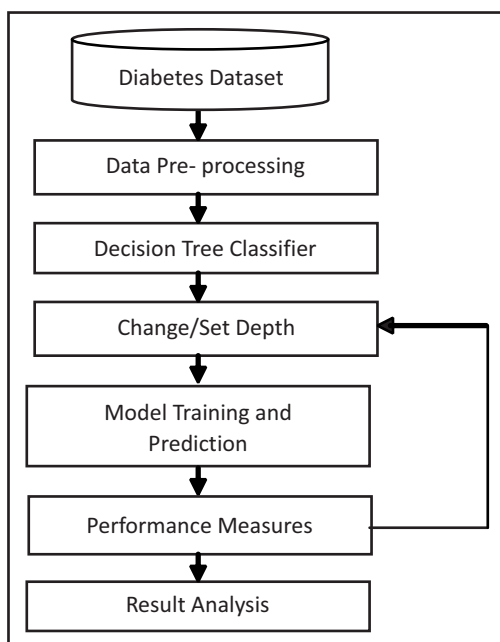 Diabetes Dataset
Data Pre- processing
Decision Tree Classifier
Change/Set Depth
Model Training and
Prediction
Performance Measures
Result Analysis